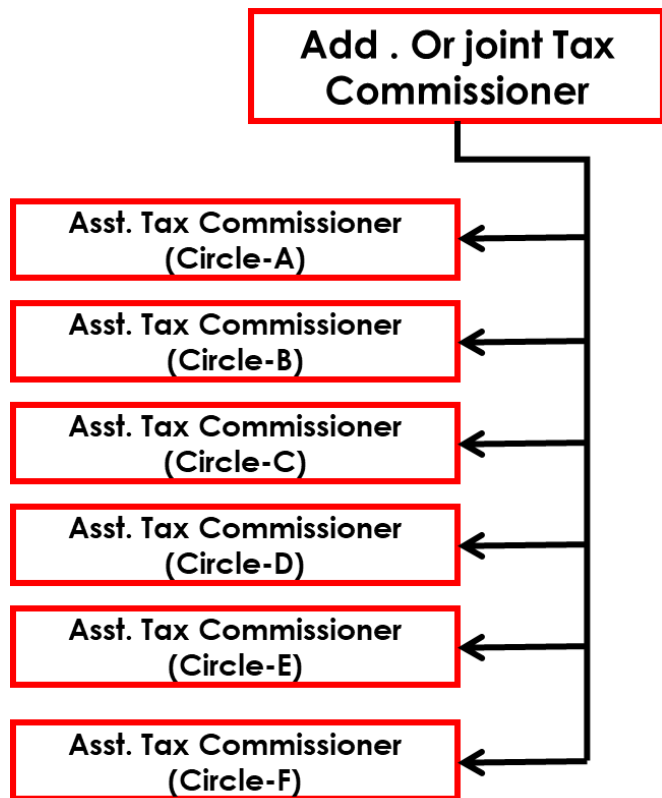 Add . Or joint Tax
Commissioner
Asst. Tax Commissioner
(Circle-A)
Asst. Tax Commissioner
(Circle-B)
Asst. Tax Commissioner
(Circle-C)
Asst. Tax Commissioner
(Circle-D)
Asst. Tax Commissioner
(Circle-E)
Asst. Tax Commissioner
(Circle-F)